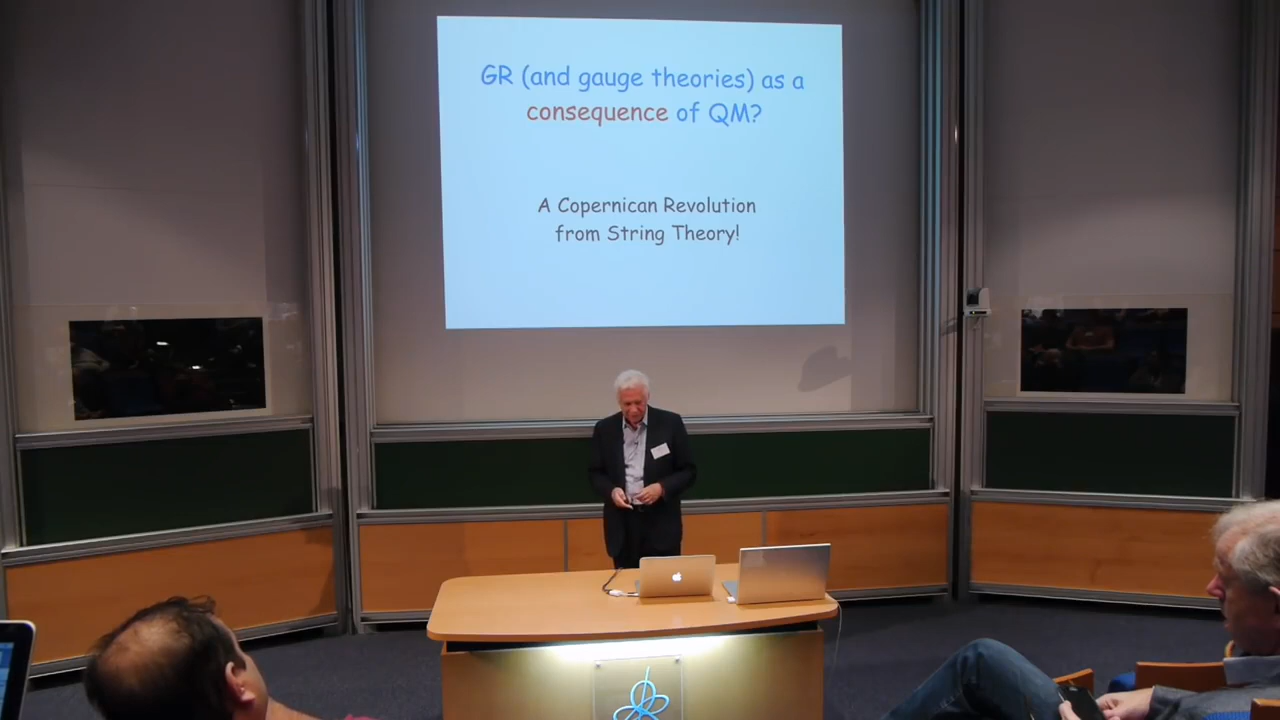 GR (and gauge theories) as a
consequence of QM?
A Copernican Revolution
from String Theory!